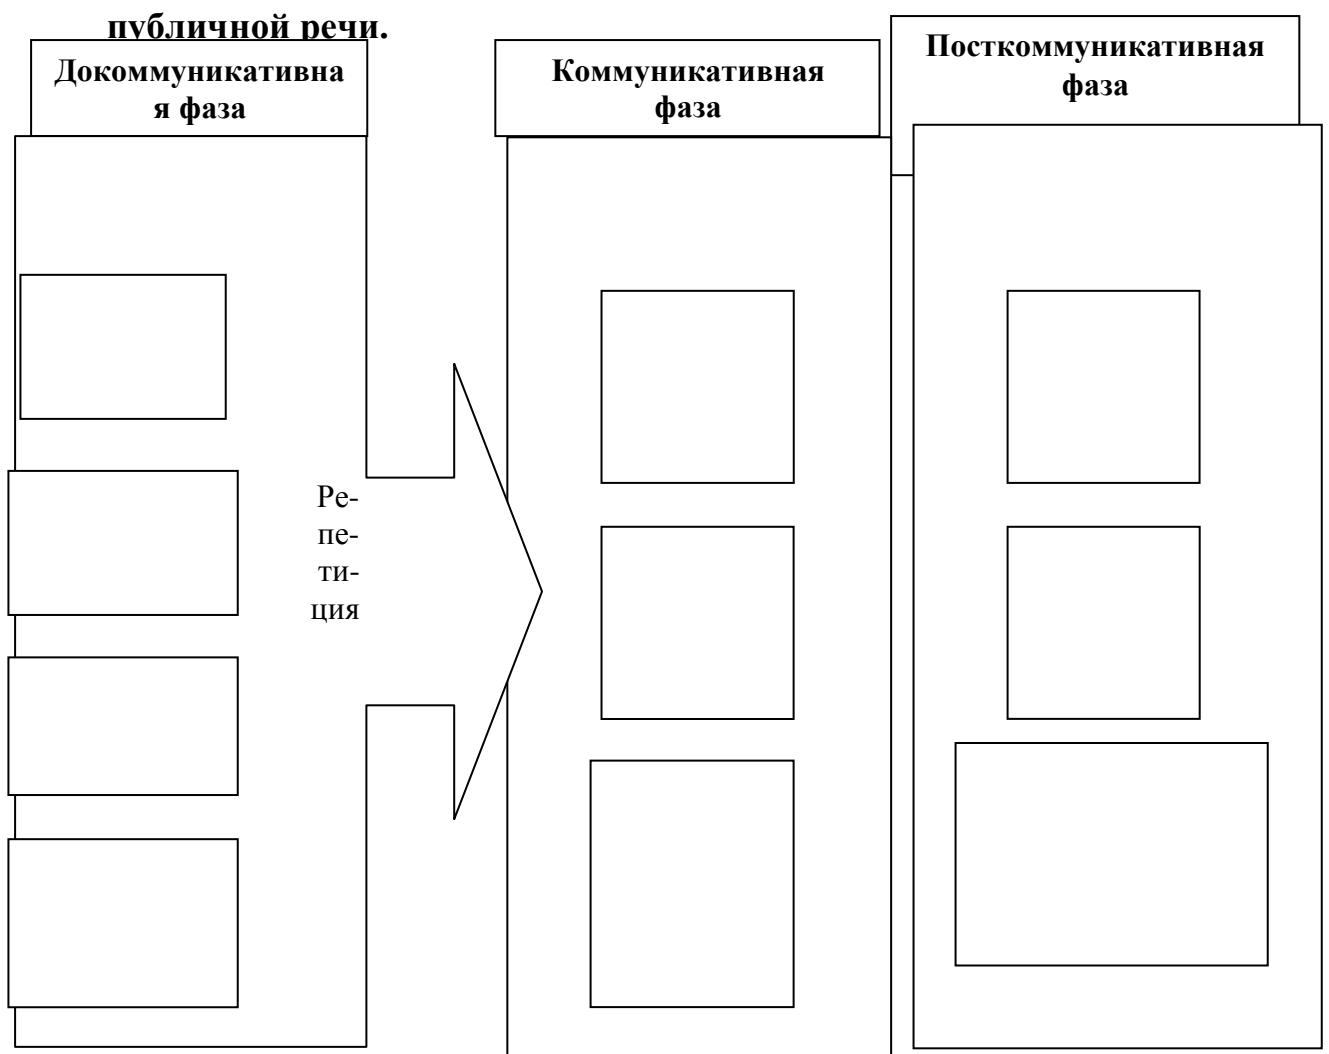 публичной речи.
Докоммуникативна
я фаза
Коммуникативная
фаза
Посткоммуникативная
фаза
Ре-
пе-
ти-
ция